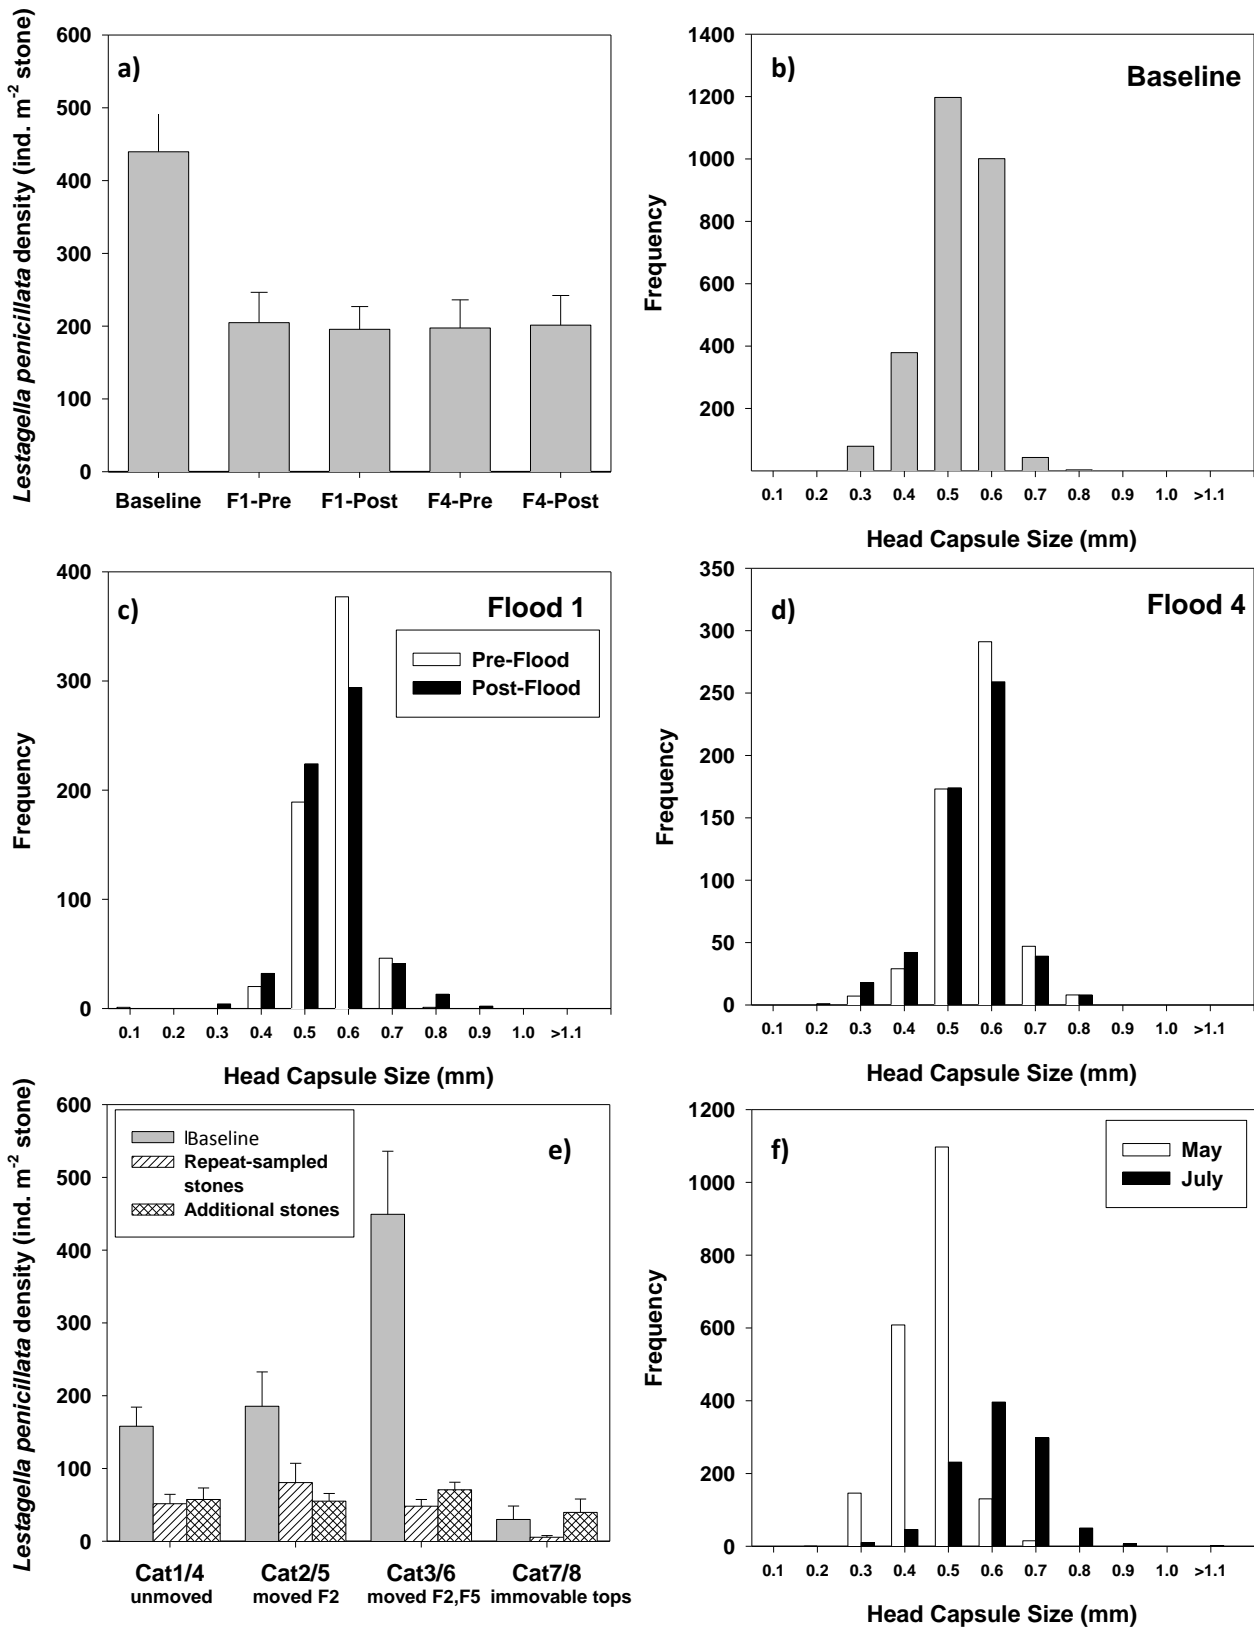 a)
Lestagella penicillata density (ind. m-2 stone)
600
500
400
300
200
100
0
Baseline F1-Pre F1-Post F4-Pre F4-Post
b)
Baseline
Frequency
1400
1200
1000
800
600
400
200
0.1 0.2 0.3 0.4 0.5 0.6 0.7 0.8 0.9 1.0 >1.1
Head Capsule Size (mm)
c)
Flood 1
Pre-Flood
Post-Flood
Frequency
400
300
200
100
0
0.1 0.2 0.3 0.4 0.5 0.6 0.7 0.8 0.9 1.0 >1.1
Head Capsule Size (mm)
d)
Flood 4
Frequency
350
300
250
200
150
100
50
0
0.1 0.2 0.3 0.4 0.5 0.6 0.7 0.8 0.9 1.0 >1.1
Head Capsule Size (mm)
e)
lBaseline
Repeat-sampled
stones
Additional stones
Lestagella penicillata density (ind. m-2 stone)
600
500
400
300
200
100
0
Cat1/4 Cat2/5 Cat3/6 Cat7/8
unmoved moved F2 moved F2,F5 immovable tops
f)
May
July
Frequency
1200
1000
800
600
400
200
0
0.1 0.2 0.3 0.4 0.5 0.6 0.7 0.8 0.9 1.0 >1.1
Head Capsule Size (mm)